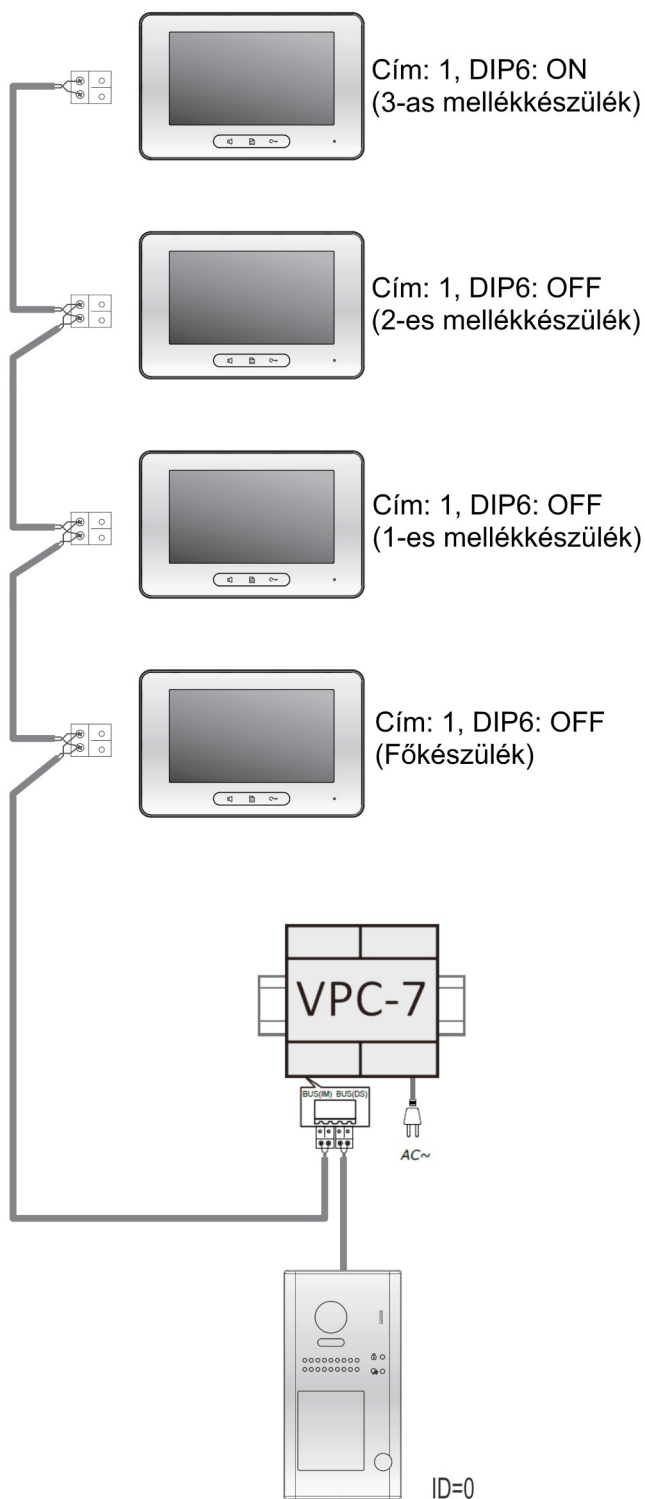 Cím: 1, DIP6: ON
(3-as mellékkészülék)
Cím: 1, DIP6: OFF
(2-es mellékkészülék)
Cím: 1, DIP6: OFF
(1-es mellékkészülék)
Cím: 1, DIP6: OFF
(Főkészülék)
VPC-7
BUS(IM) BUS(DS)
AC~
ID=0